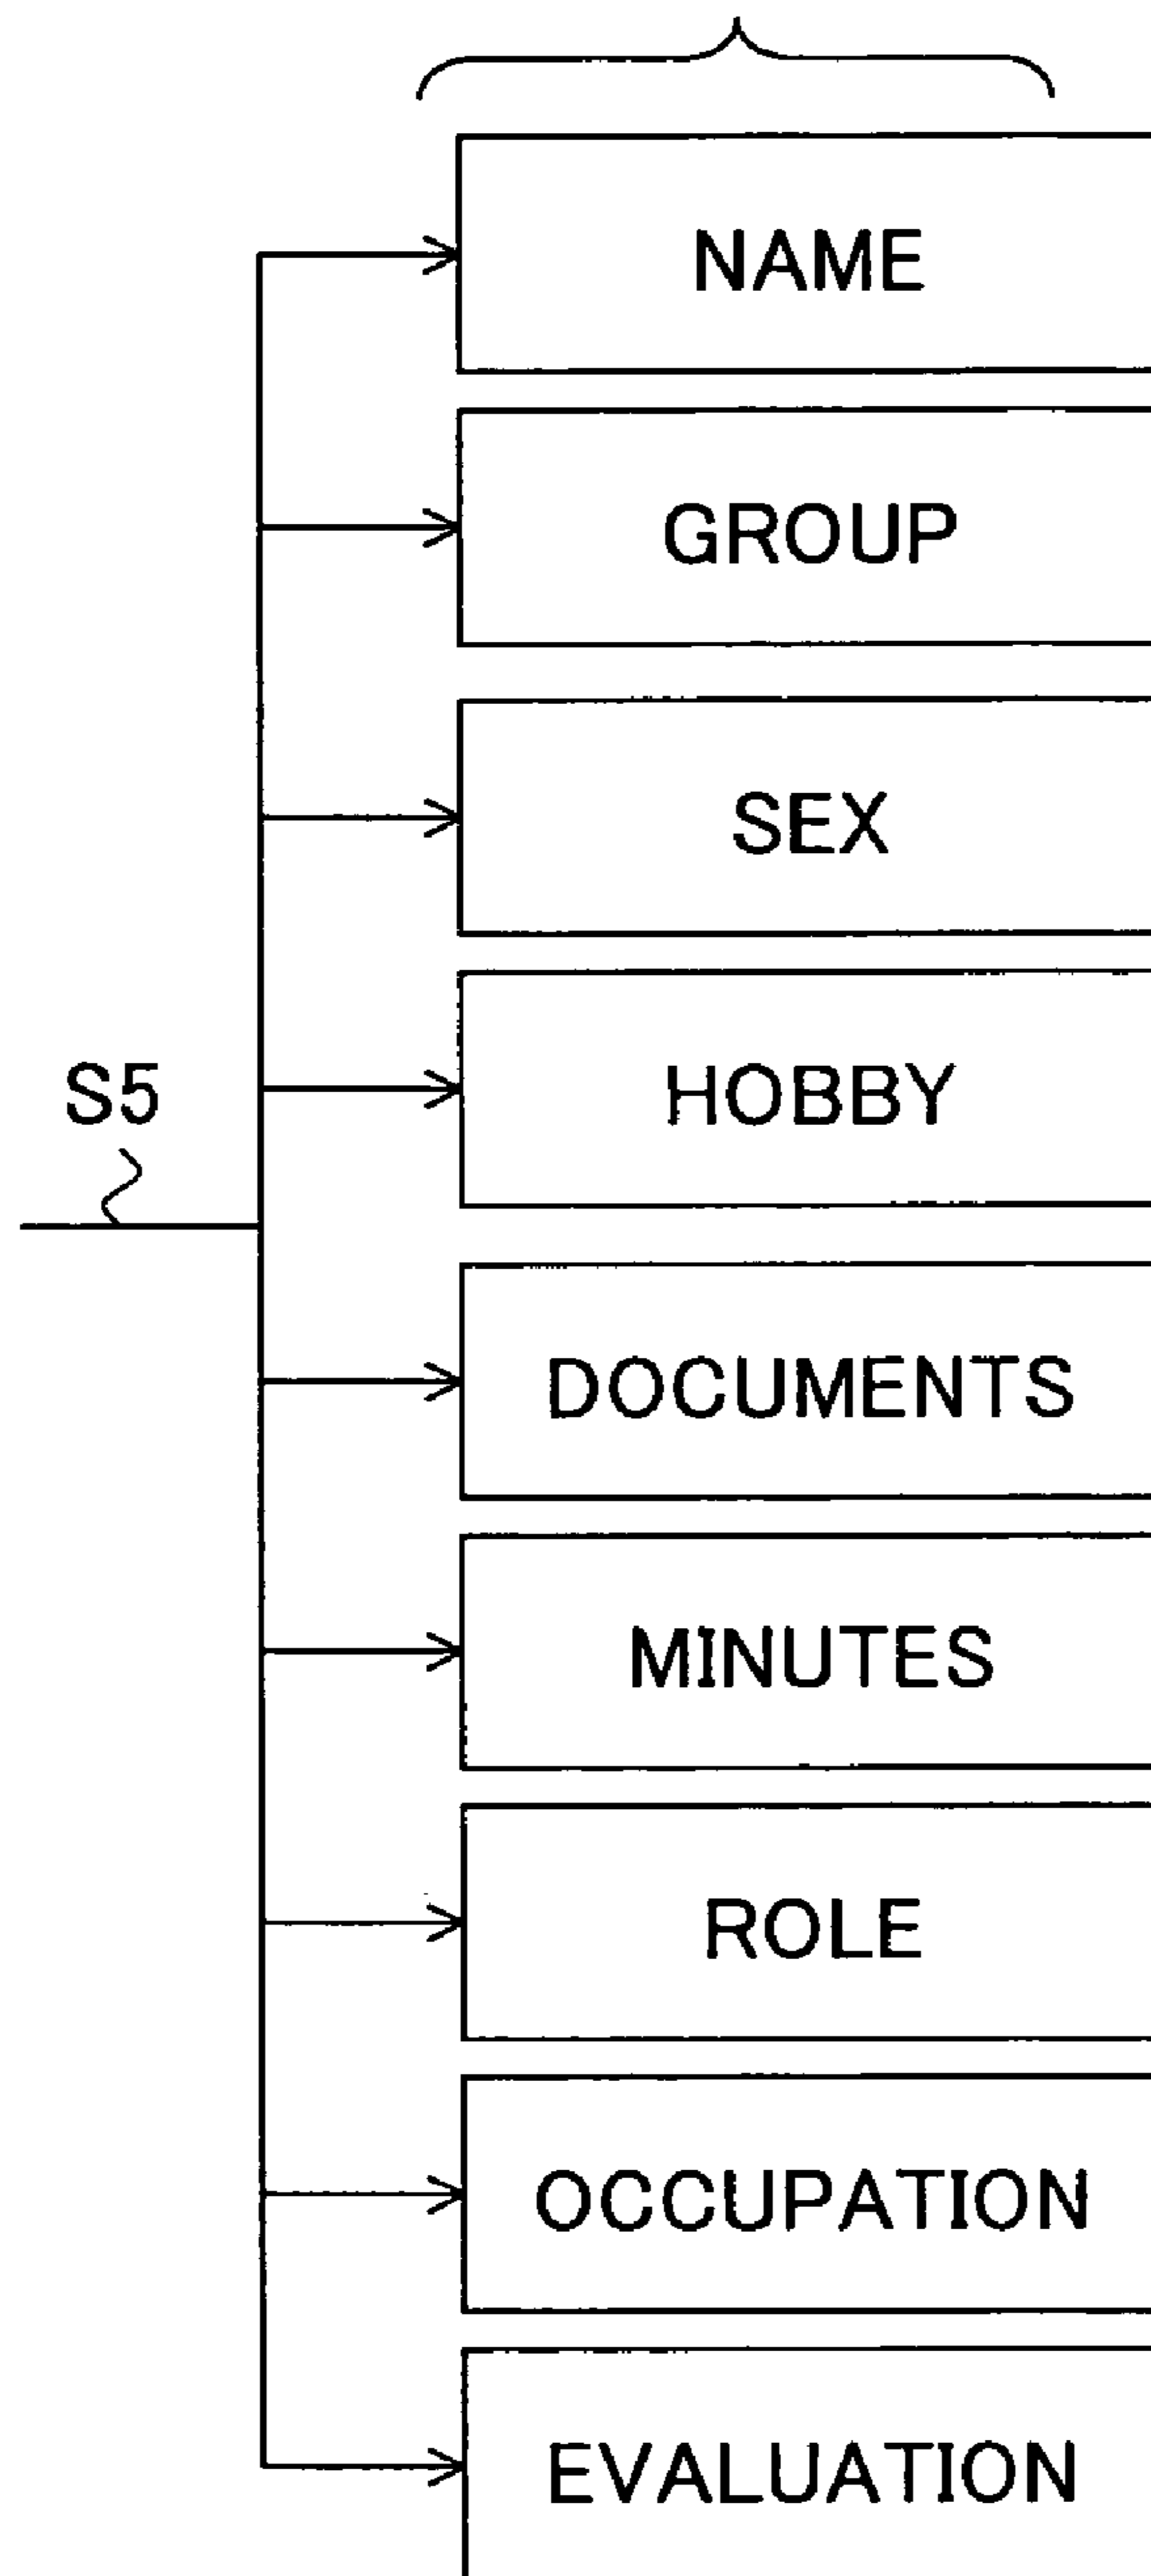 NAME
GROUP
SEX
HOBBY
S5
DOCUMENTS
MINUTES
ROLE
OCCUPATION
EVALUATION